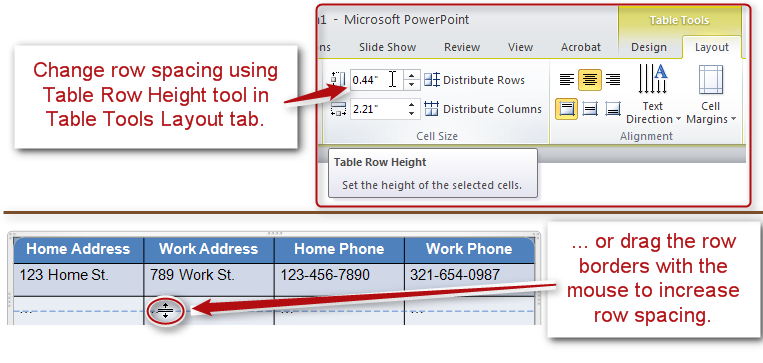 1 - Microsoft PowerPoint
Table Tools
ns Slide Show Review View Acrobat Design Layout
Change row spacing using
Table Row Height tool in
Table Tools Layout tab.
0.44" Distribute Rows
2.21" Distribute Columns
Text
Direction
Cell
Margins
Cell Size
Alignment
Table Row Height
Set the height of the selected cells.
Home Address Work Address Home Phone Work Phone
123 Home St. 789 Work St. 123-456-7890 321-654-0987
... ... ... ...
... or drag the row
borders with the
mouse to increase
row spacing.